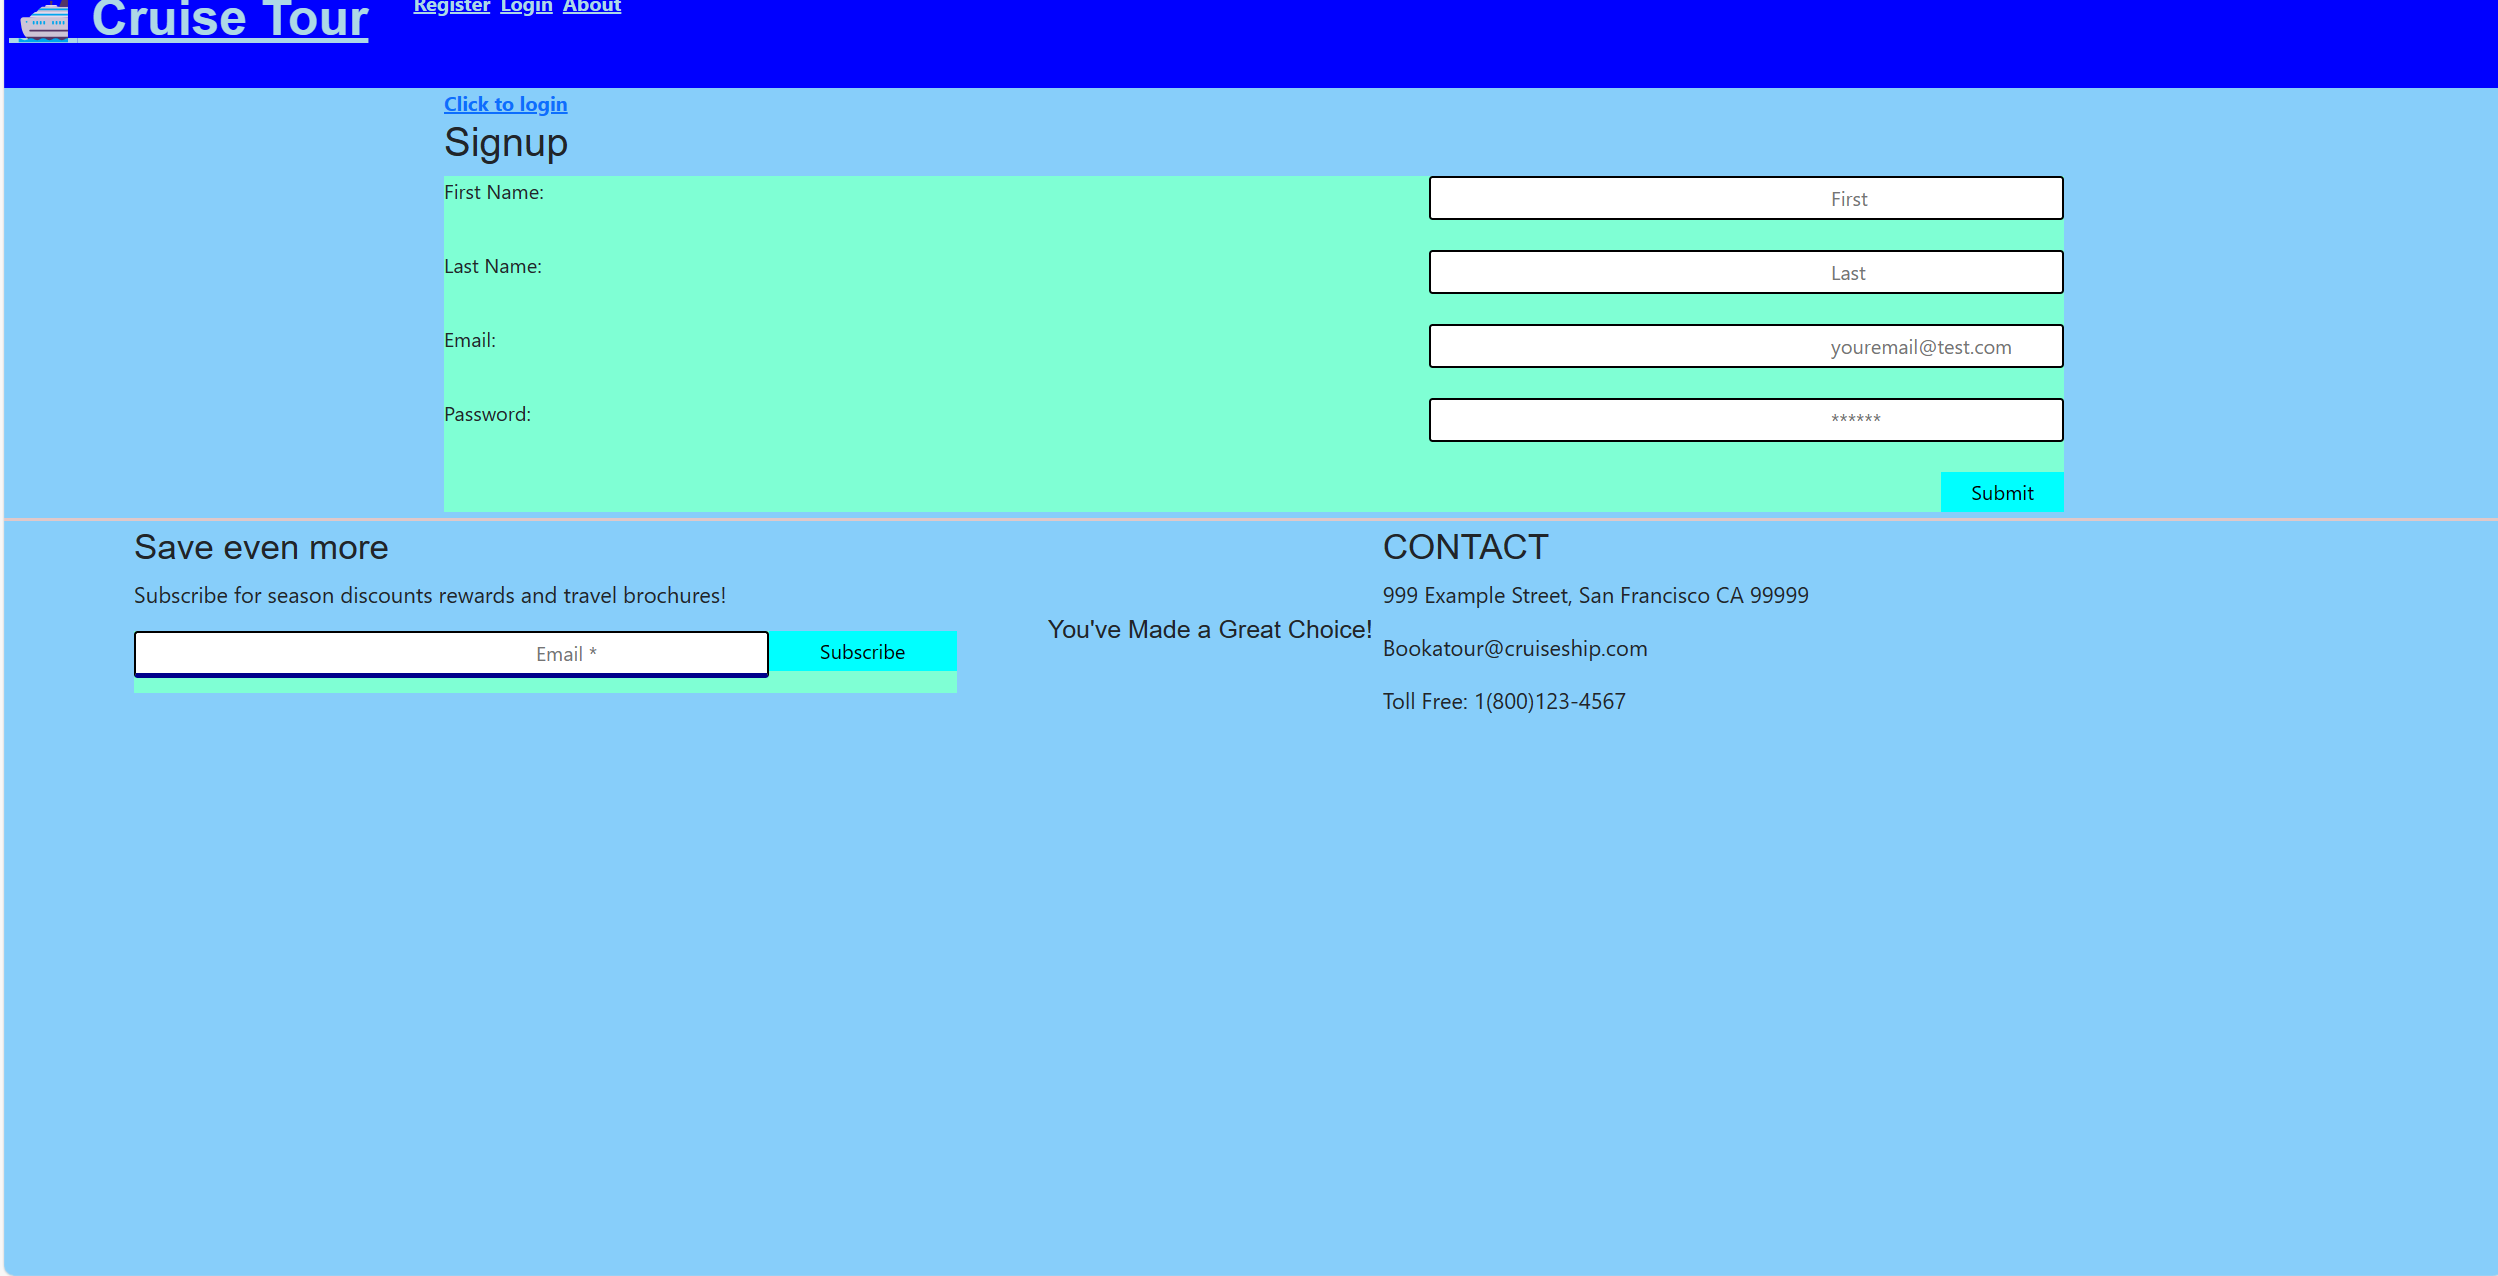 Cruise Tour
Register Login About
Click to login
Signup
First Name: First
Last Name: Last
Email: youremail@test.com
Password: ******
Submit
Save even more
Subscribe for season discounts rewards and travel brochures!
Email * Subscribe
You've Made a Great Choice!
CONTACT
999 Example Street, San Francisco CA 99999
Bookatour@cruiseship.com
Toll Free: 1(800)123-4567